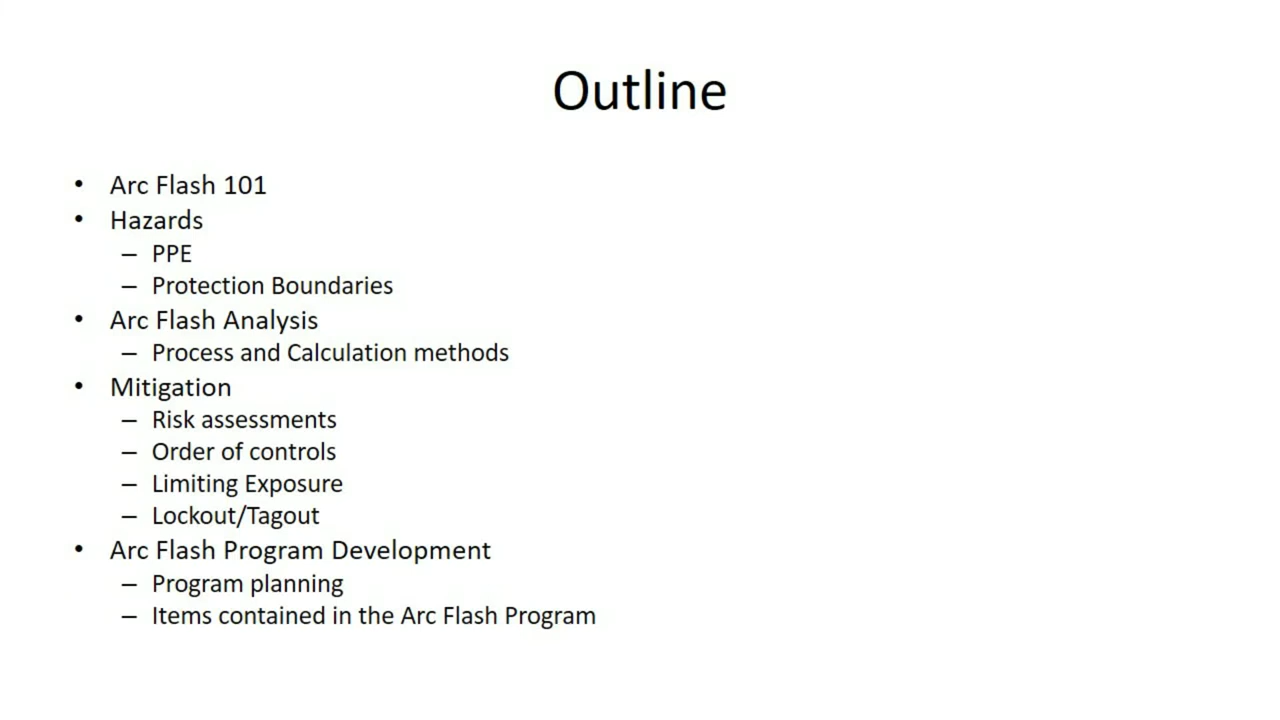 Outline
• Arc Flash 101
• Hazards
– PPE
– Protection Boundaries
• Arc Flash Analysis
– Process and Calculation methods
• Mitigation
– Risk assessments
– Order of controls
– Limiting Exposure
– Lockout/Tagout
• Arc Flash Program Development
– Program planning
– Items contained in the Arc Flash Program